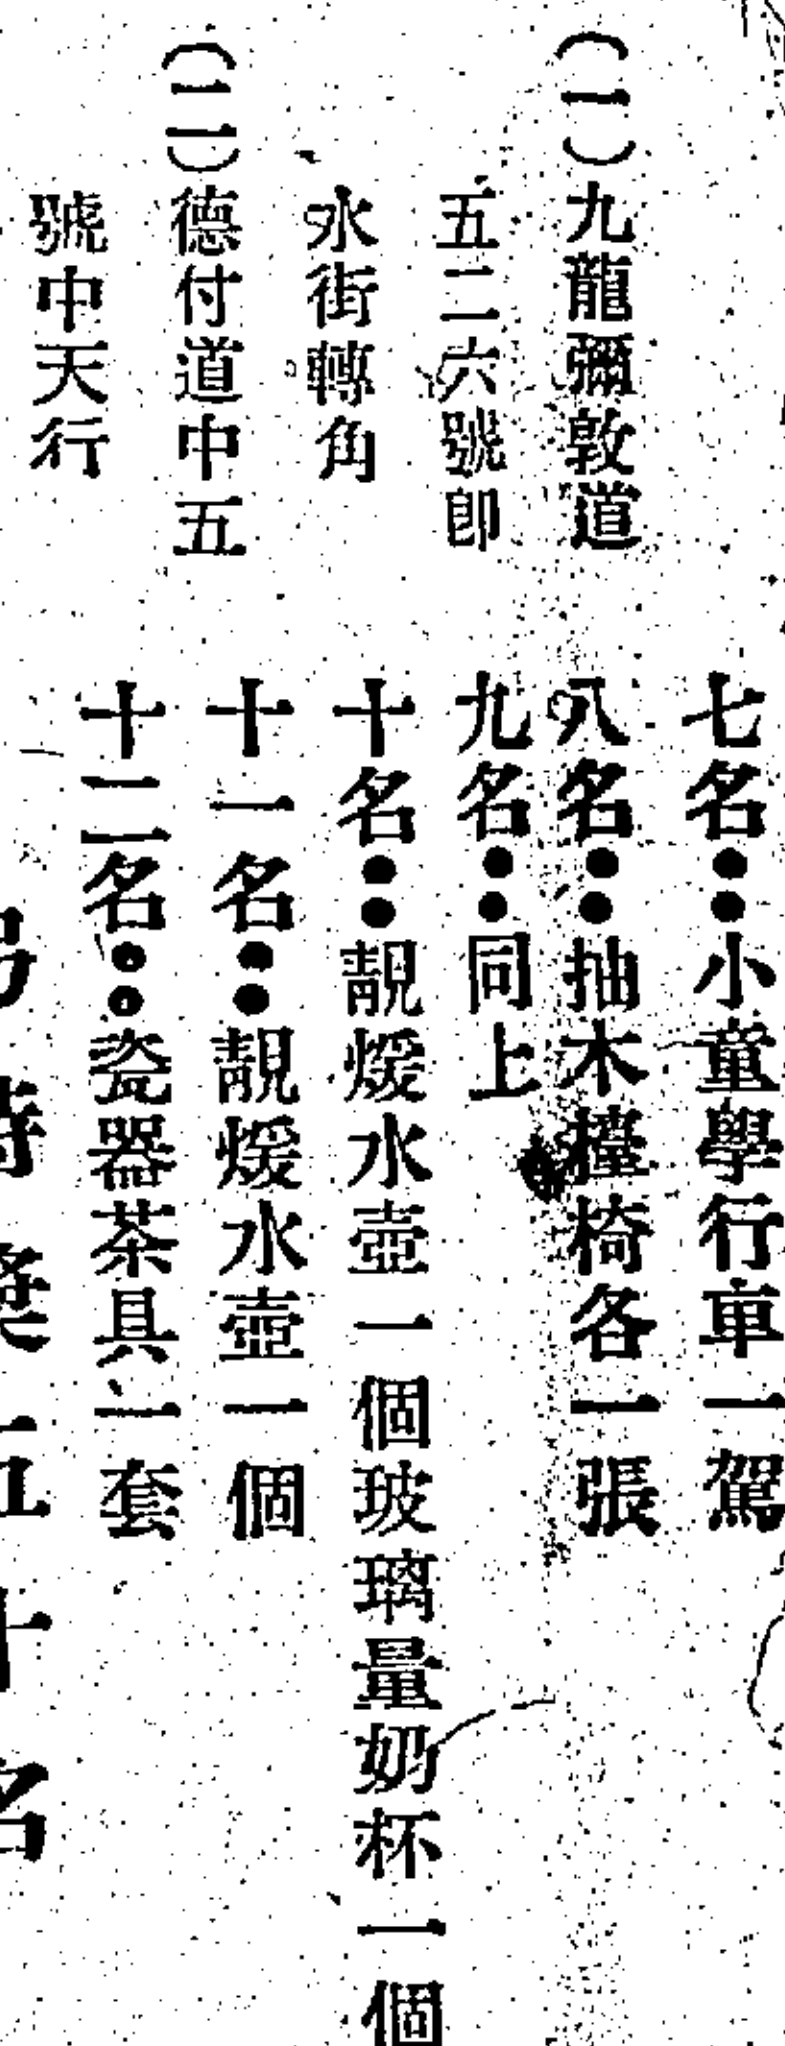 （一）九龍彌敦道
五二六號卽
水街轉角
（二）德付道中五
號中天行
七名：小童學行車一駕
八名：抽木檯椅各一張
九名：同上
十名：靚煖水壺一個玻璃量奶杯一個
十一名：靚煖水壺一個
十二名：瓷器茶具一套